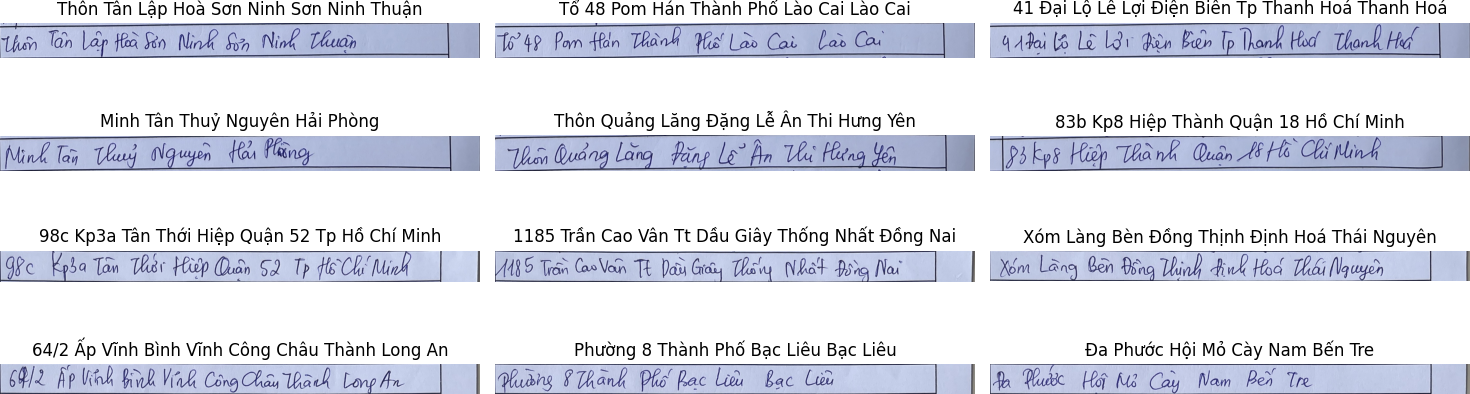 Thôn Tân Lập Hoà Sơn Ninh Sơn Ninh Thuận
Thôn Tân Lập Hoà Sơn Ninh Sơn Ninh Thuận
Tổ 48 Pom Hán Thành Phố Lào Cai Lào Cai
Tổ 48 Pom Hán Thành Phố Lào Cai Lào Cai
41 Đại Lộ Lê Lợi Điện Biên Tp Thanh Hoá Thanh Hoá
41 Đại Lộ Lê Lợi Điện Biên Tp Thanh Hoá Thanh Hoá
Minh Tân Thuỷ Nguyên Hải Phòng
Minh Tân Thuỷ Nguyên Hải Phòng
Thôn Quảng Lăng Đặng Lễ Ân Thi Hưng Yên
Thôn Quảng Lăng Đặng Lễ Ân Thi Hưng Yên
83b Kp8 Hiệp Thành Quận 18 Hồ Chí Minh
83b Kp8 Hiệp Thành Quận 18 Hồ Chí Minh
98c Kp3a Tân Thới Hiệp Quận 52 Tp Hồ Chí Minh
98c Kp3a Tân Thới Hiệp Quận 52 Tp Hồ Chí Minh
1185 Trần Cao Vân Tt Dầu Giây Thống Nhất Đồng Nai
1185 Trần Cao Vân Tt Dầu Giây Thống Nhất Đồng Nai
Xóm Làng Bèn Đồng Thịnh Định Hoá Thái Nguyên
Xóm Làng Bèn Đồng Thịnh Định Hoá Thái Nguyên
64/2 Ấp Vĩnh Bình Vĩnh Công Châu Thành Long An
64/2 Ấp Vĩnh Bình Vĩnh Công Châu Thành Long An
Phường 8 Thành Phố Bạc Liêu Bạc Liêu
Phường 8 Thành Phố Bạc Liêu Bạc Liêu
Đa Phước Hội Mỏ Cày Nam Bến Tre
Đa Phước Hội Mỏ Cày Nam Bến Tre